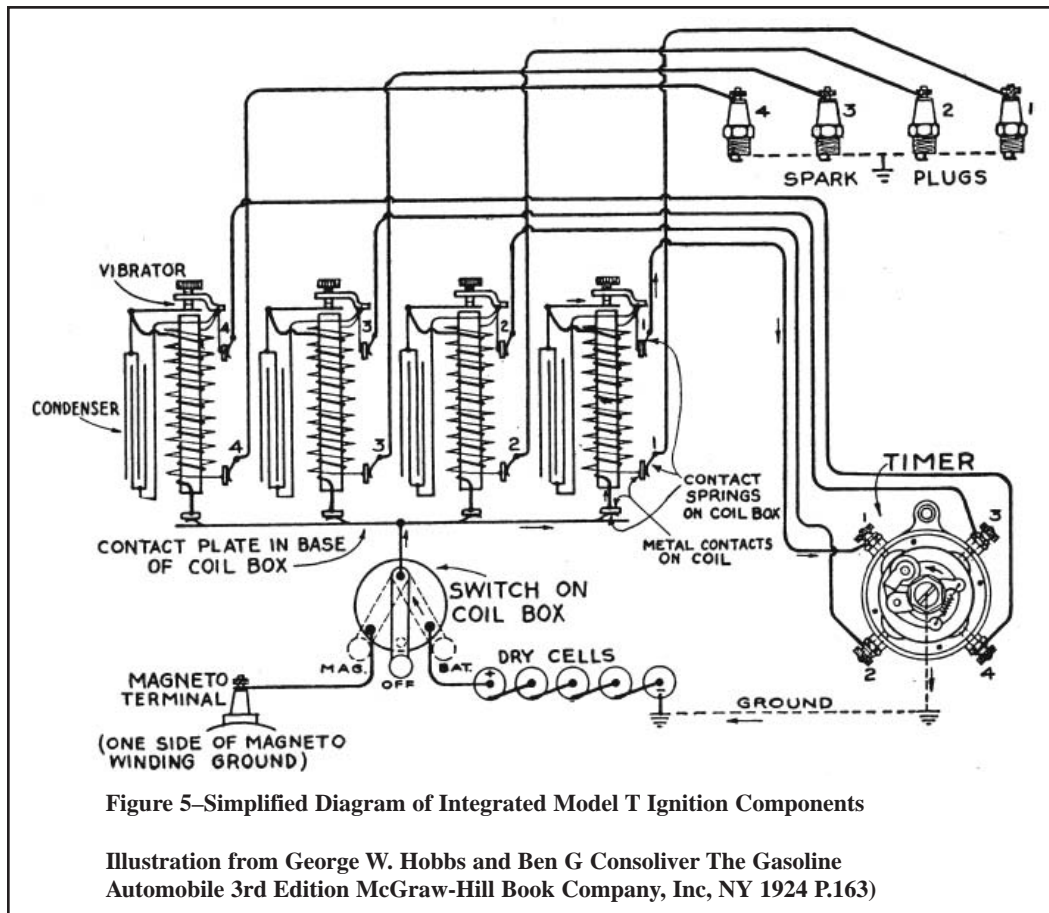 4
3
2
1
SPARK PLUGS
VIBRATOR
4
3
2
1
CONDENSER
4
3
2
1
CONTACT
SPRINGS
ON COIL BOX
TIMER
METAL CONTACTS
ON COIL
CONTACT PLATE IN BASE
OF COIL BOX
1
3
2
4
SWITCH ON
COIL BOX
MAG.
OFF
BAT.
DRY CELLS
+
-
MAGNETO
TERMINAL
(ONE SIDE OF MAGNETO
WINDING GROUND)
GROUND
Figure 5–Simplified Diagram of Integrated Model T Ignition Components
Illustration from George W. Hobbs and Ben G Consoliver The Gasoline
Automobile 3rd Edition McGraw-Hill Book Company, Inc, NY 1924 P.163)